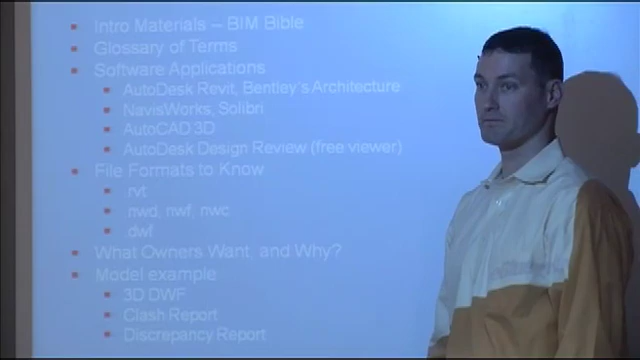 Intro Materials – BIM Bible
Glossary of Terms
Software Applications
AutoDesk Revit, Bentley's Architecture
NavisWorks, Solibri
AutoCAD 3D
AutoDesk Design Review (free viewer)
File Formats to Know
rvt
nwd, nwf, nwc
dwf
What Owners Want, and Why?
Model example
3D DWF
Clash Report
Discrepancy Report